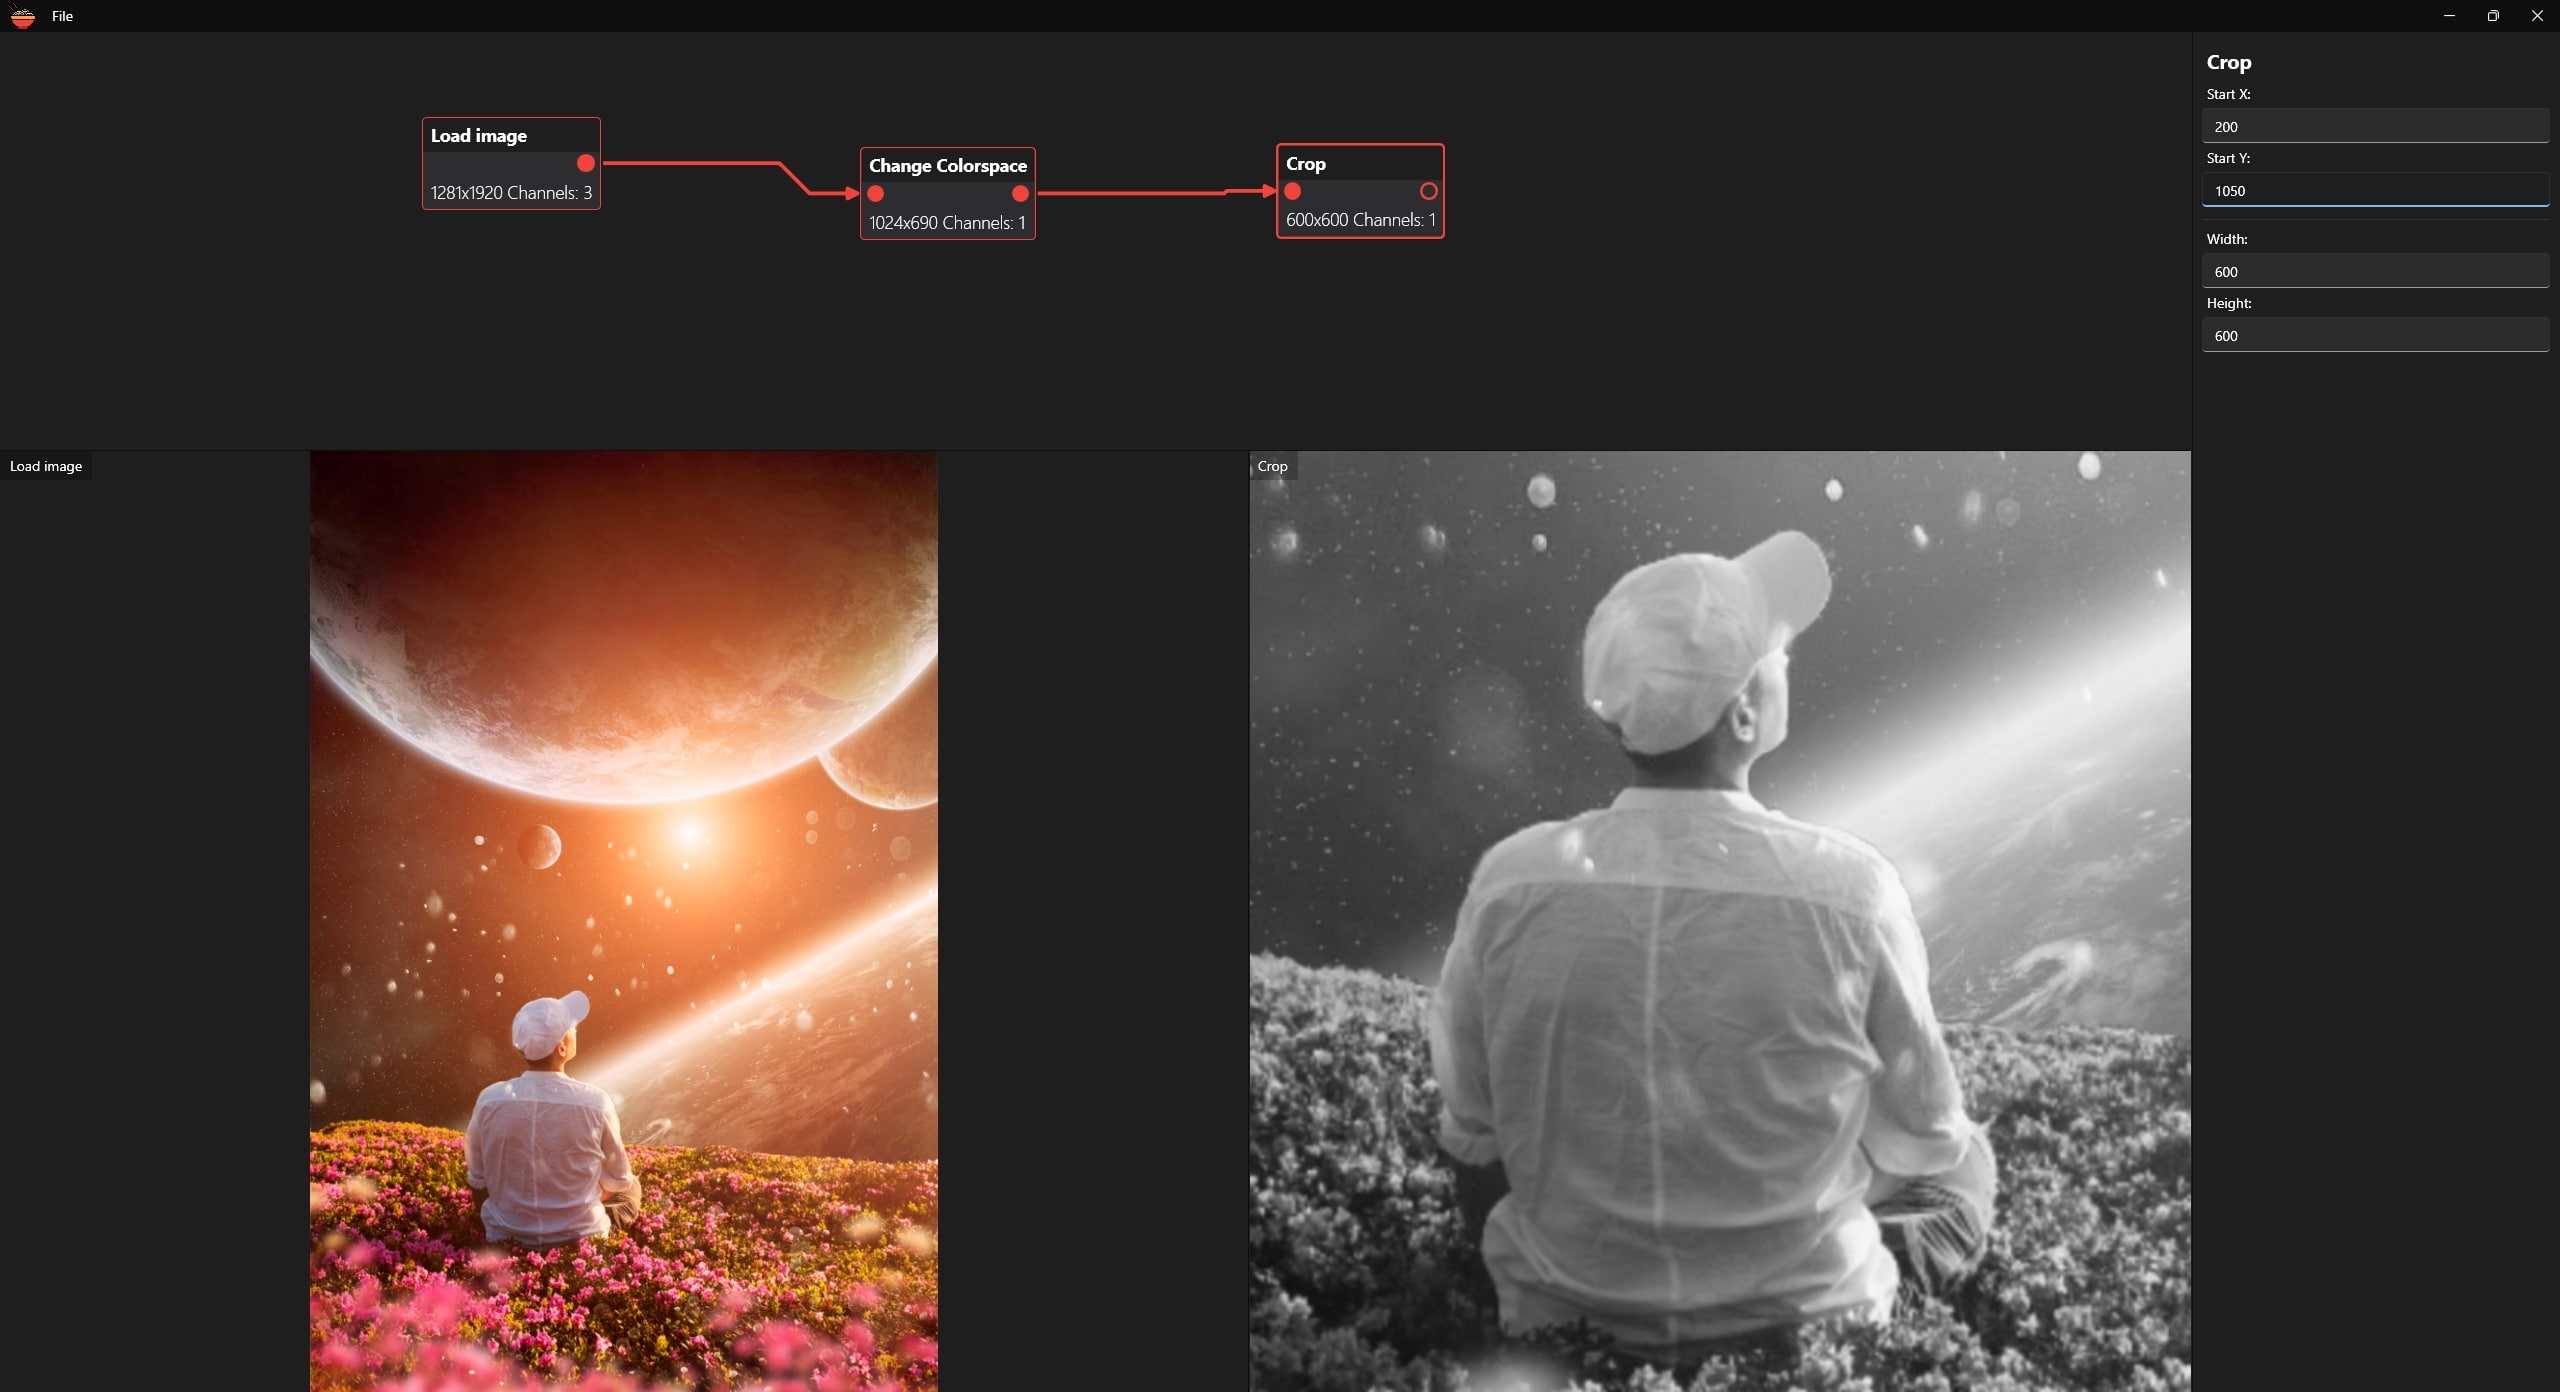 File
Load image
1281x1920 Channels: 3
Change Colorspace
1024x690 Channels: 1
Crop
600x600 Channels: 1
Crop
Start X:
200
Start Y:
1050
Width:
600
Height:
600
Load image
Crop